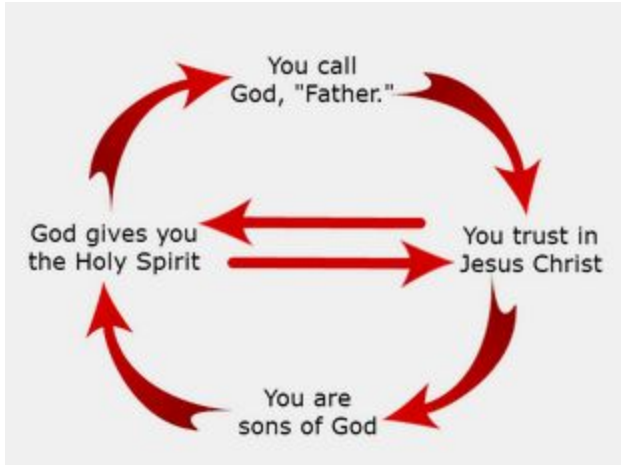 You call
God, "Father."
You trust in
Jesus Christ
You are
sons of God
God gives you
the Holy Spirit